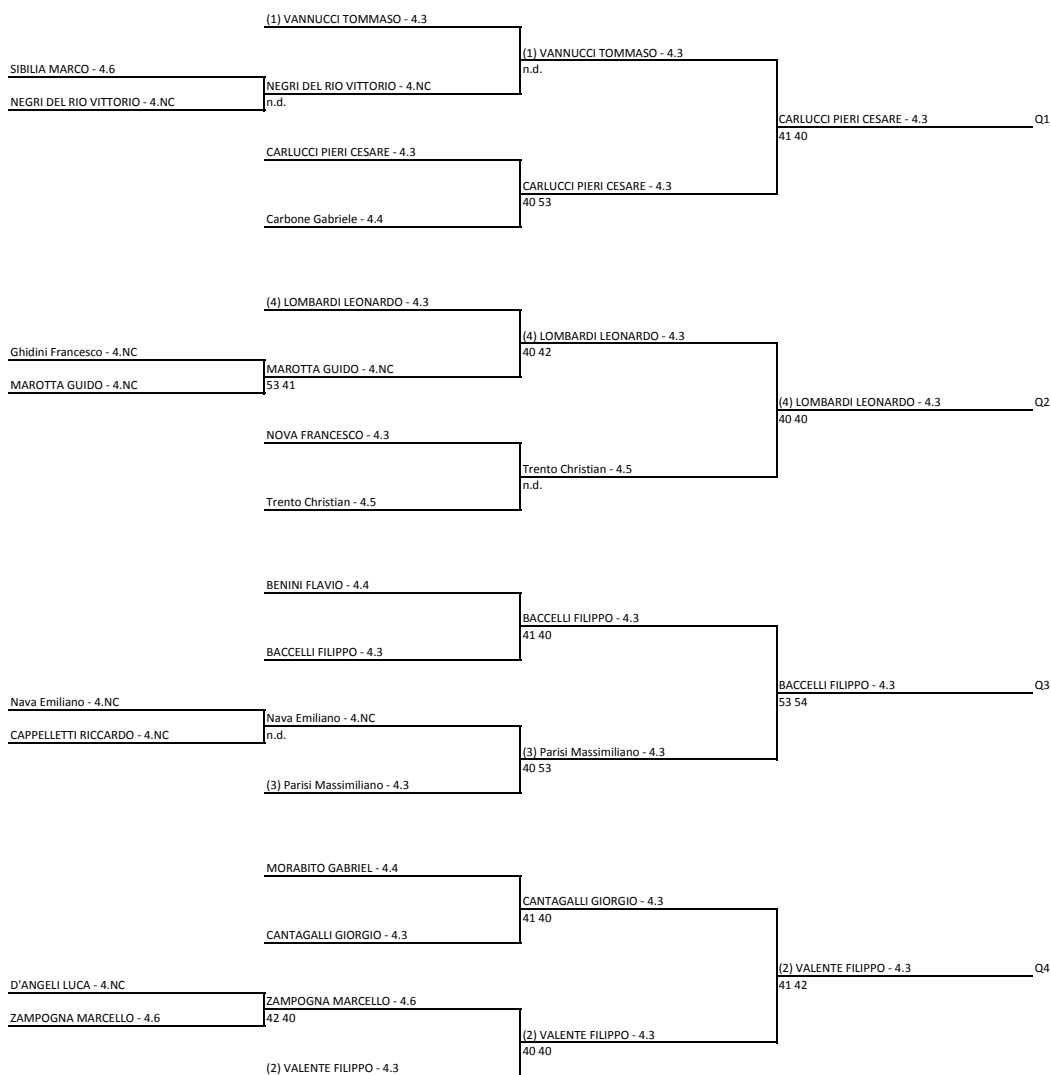 (1) VANNUCCI TOMMASO - 4.3
(1) VANNUCCI TOMMASO - 4.3
SIBILIA MARCO - 4.6
n.d.
NEGRI DEL RIO VITTORIO - 4.NC
NEGRI DEL RIO VITTORIO - 4.NC
n.d.
CARLUCCI PIERI CESARE - 4.3
Q1
41 40
CARLUCCI PIERI CESARE - 4.3
CARLUCCI PIERI CESARE - 4.3
40 53
Carbone Gabriele - 4.4
(4) LOMBARDI LEONARDO - 4.3
(4) LOMBARDI LEONARDO - 4.3
Ghidini Francesco - 4.NC
40 42
MAROTTA GUIDO - 4.NC
MAROTTA GUIDO - 4.NC
53 41
(4) LOMBARDI LEONARDO - 4.3
Q2
40 40
NOVA FRANCESCO - 4.3
Trento Christian - 4.5
n.d.
Trento Christian - 4.5
BENINI FLAVIO - 4.4
BACCELLI FILIPPO - 4.3
41 40
BACCELLI FILIPPO - 4.3
BACCELLI FILIPPO - 4.3
Q3
53 54
Nava Emiliano - 4.NC
Nava Emiliano - 4.NC
CAPPELLETTI RICCARDO - 4.NC
n.d.
(3) Parisi Massimiliano - 4.3
40 53
(3) Parisi Massimiliano - 4.3
MORABITO GABRIEL - 4.4
CANTAGALLI GIORGIO - 4.3
41 40
CANTAGALLI GIORGIO - 4.3
(2) VALENTE FILIPPO - 4.3
Q4
41 42
D'ANGELI LUCA - 4.NC
ZAMPOGNA MARCELLO - 4.6
ZAMPOGNA MARCELLO - 4.6
42 40
(2) VALENTE FILIPPO - 4.3
40 40
(2) VALENTE FILIPPO - 4.3